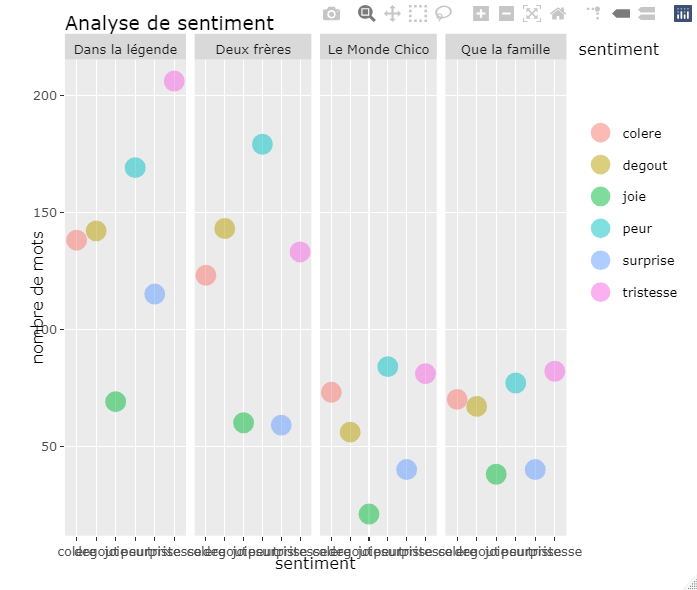 Analyse de sentiment
Dans la légende
Deux frères
Le Monde Chico
Que la famille
sentiment
colere
degout
joie
peur
surprise
tristesse
nombre de mots
200
150
100
50
sentiment